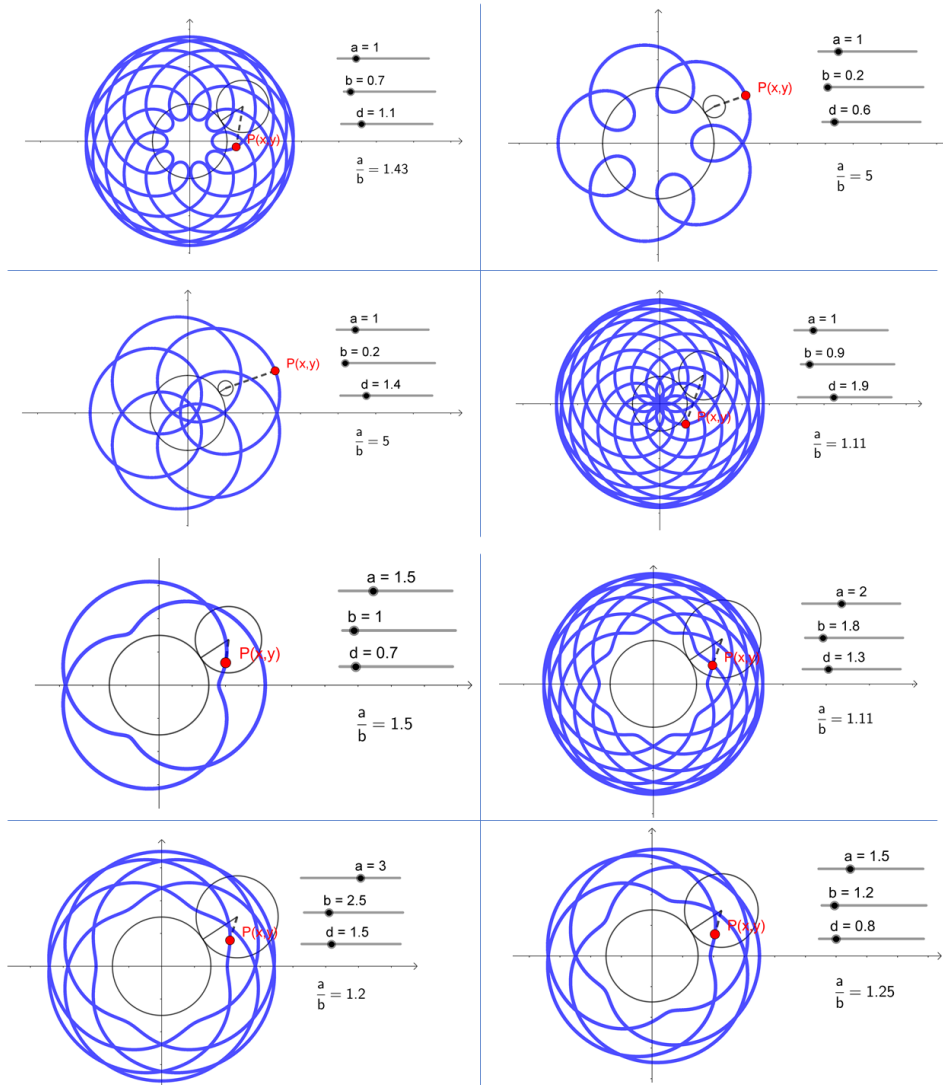 a = 1
b = 0.7
d = 1.1
P(x,y)
a/b = 1.43
a = 1
b = 0.2
d = 0.6
P(x,y)
a/b = 5
a = 1
b = 0.2
d = 1.4
P(x,y)
a/b = 5
a = 1
b = 0.9
d = 1.9
P(x,y)
a/b = 1.11
a = 1.5
b = 1
d = 0.7
P(x,y)
a/b = 1.5
a = 2
b = 1.8
d = 1.3
P(x,y)
a/b = 1.11
a = 3
b = 2.5
d = 1.5
P(x,y)
a/b = 1.2
a = 1.5
b = 1.2
d = 0.8
P(x,y)
a/b = 1.25